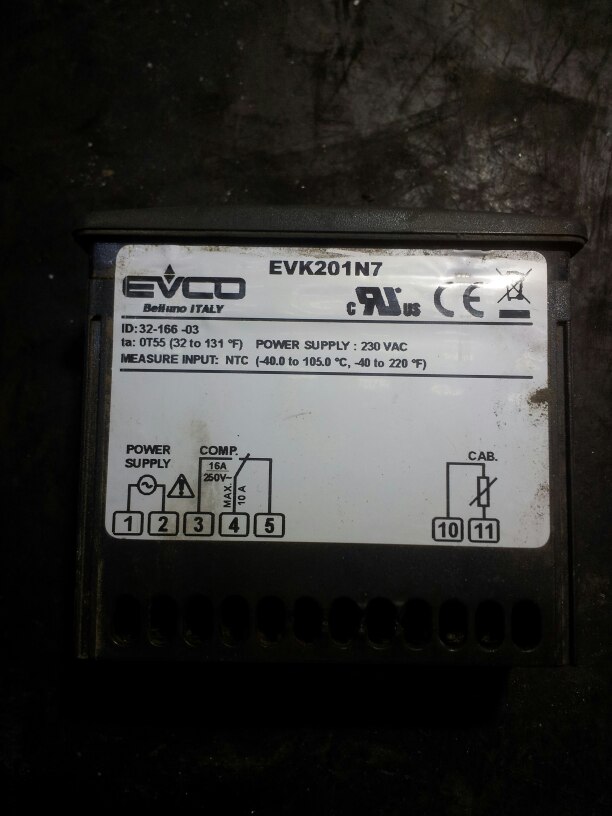 EVK201N7
EVCO
Belluno ITALY
c RU us CE
ID:32-166 -03
ta: 0T55 (32 to 131 °F) POWER SUPPLY : 230 VAC
MEASURE INPUT: NTC (-40.0 to 105.0 °C, -40 to 220 °F)
POWER SUPPLY
COMP.
16A
250V~
MAX. 10 A
CAB.
1 2 3 4 5 10 11